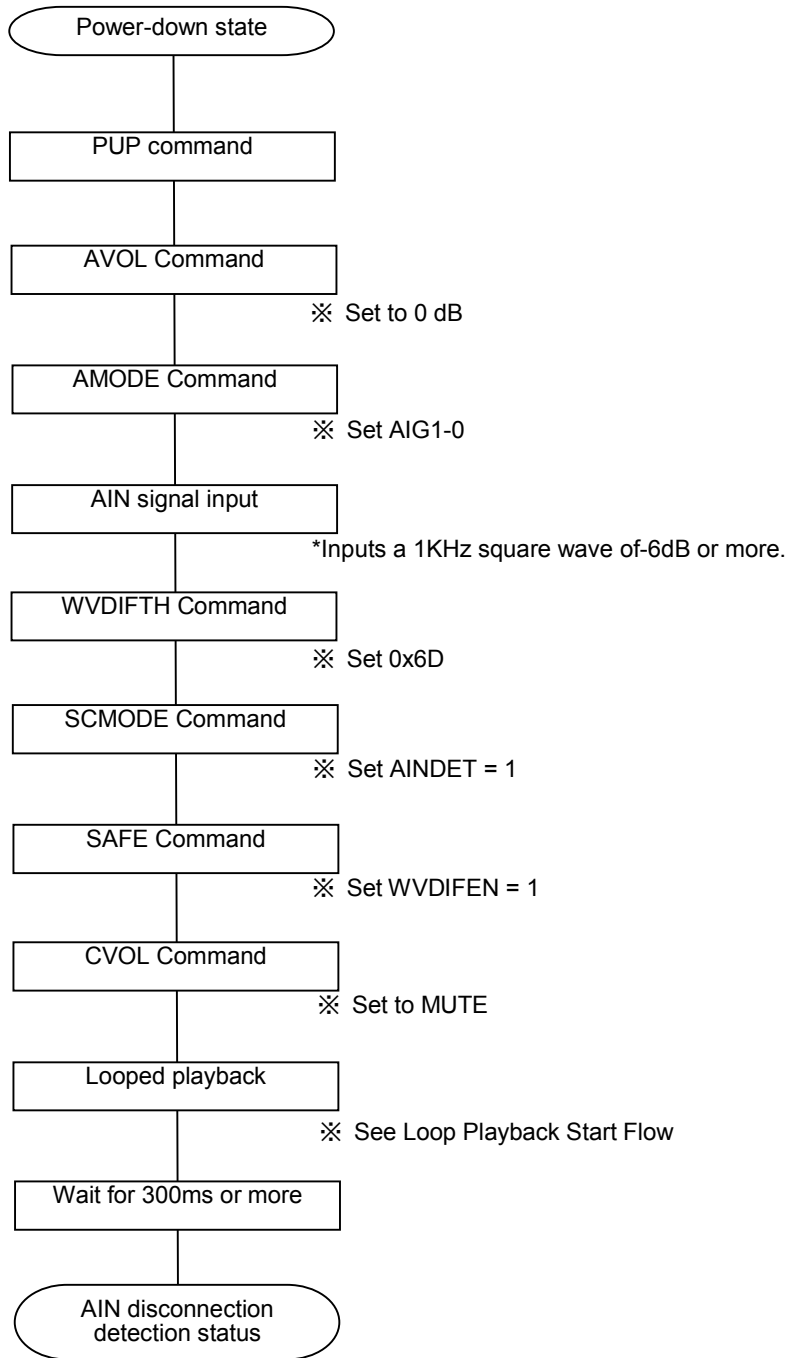 Power-down state
PUP command
AVOL Command
※ Set to 0 dB
AMODE Command
※ Set AIG1-0
AIN signal input
*Inputs a 1KHz square wave of-6dB or more.
WVDIFTH Command
※ Set 0x6D
SCMODE Command
※ Set AINDET = 1
SAFE Command
※ Set WVDIFEN = 1
CVOL Command
※ Set to MUTE
Looped playback
※ See Loop Playback Start Flow
Wait for 300ms or more
AIN disconnection
detection status